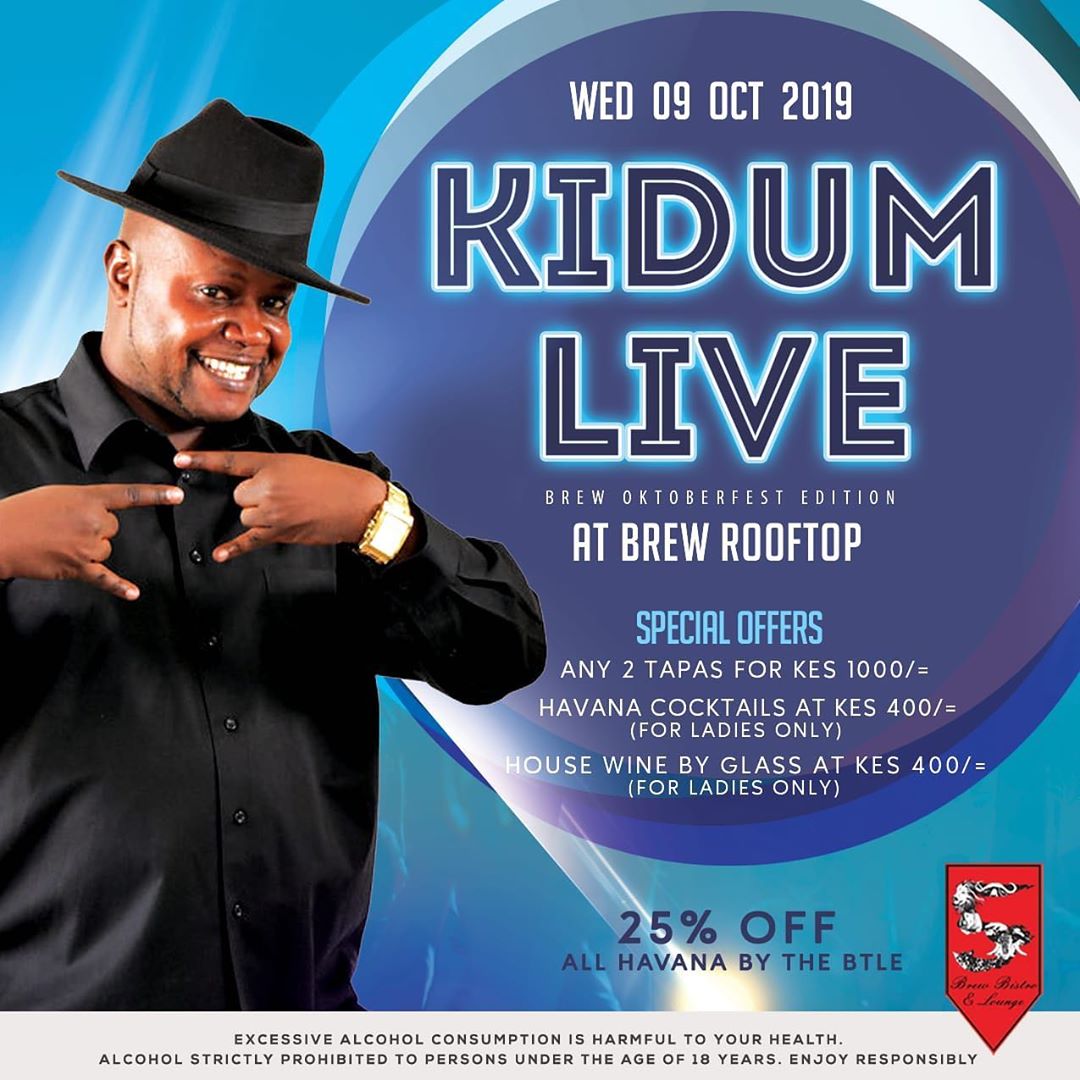 WED 09 OCT 2019
KIDUM
LIVE
BREW OKTOBERFEST EDITION
AT BREW ROOFTOP
SPECIAL OFFERS
ANY 2 TAPAS FOR KES 1000/=
HAVANA COCKTAILS AT KES 400/=
(FOR LADIES ONLY)
HOUSE WINE BY GLASS AT KES 400/=
(FOR LADIES ONLY)
25% OFF
ALL HAVANA BY THE BTLE
Brew Bistro
& Lounge
EXCESSIVE ALCOHOL CONSUMPTION IS HARMFUL TO YOUR HEALTH.
ALCOHOL STRICTLY PROHIBITED TO PERSONS UNDER THE AGE OF 18 YEARS. ENJOY RESPONSIBLY